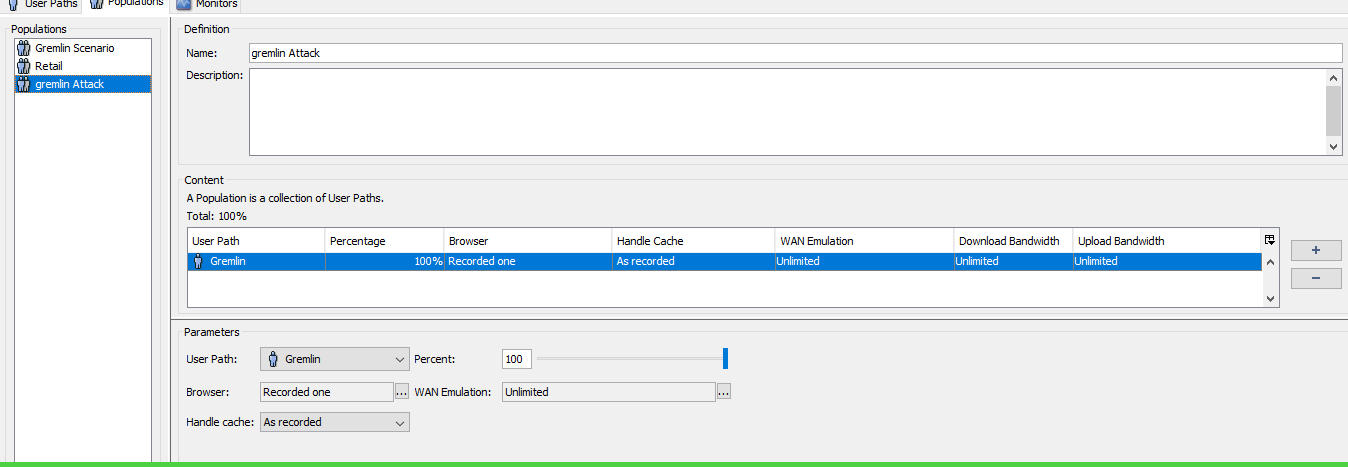 User Paths Populations Monitors
Populations
Gremlin Scenario
Retail
gremlin Attack
Definition
Name: gremlin Attack
Description:
Content
A Population is a collection of User Paths.
Total: 100%
User Path Percentage Browser Handle Cache WAN Emulation Download Bandwidth Upload Bandwidth
Gremlin 100% Recorded one As recorded Unlimited Unlimited Unlimited
+
−
Parameters
User Path: Gremlin Percent: 100
Browser: Recorded one ... WAN Emulation: Unlimited ...
Handle cache: As recorded